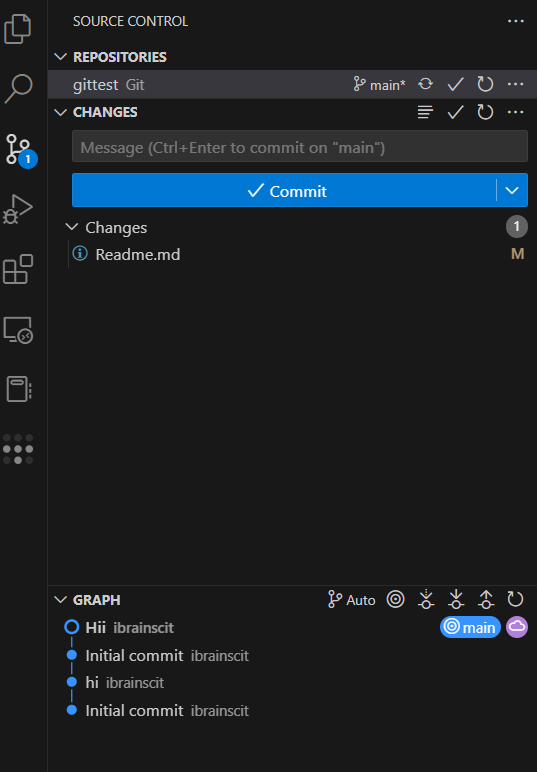 SOURCE CONTROL
REPOSITORIES
gittest Git main*
CHANGES
Message (Ctrl+Enter to commit on "main")
Commit
Changes 1
Readme.md M
1
GRAPH Auto
Hii ibrainscit main
Initial commit ibrainscit
hi ibrainscit
Initial commit ibrainscit